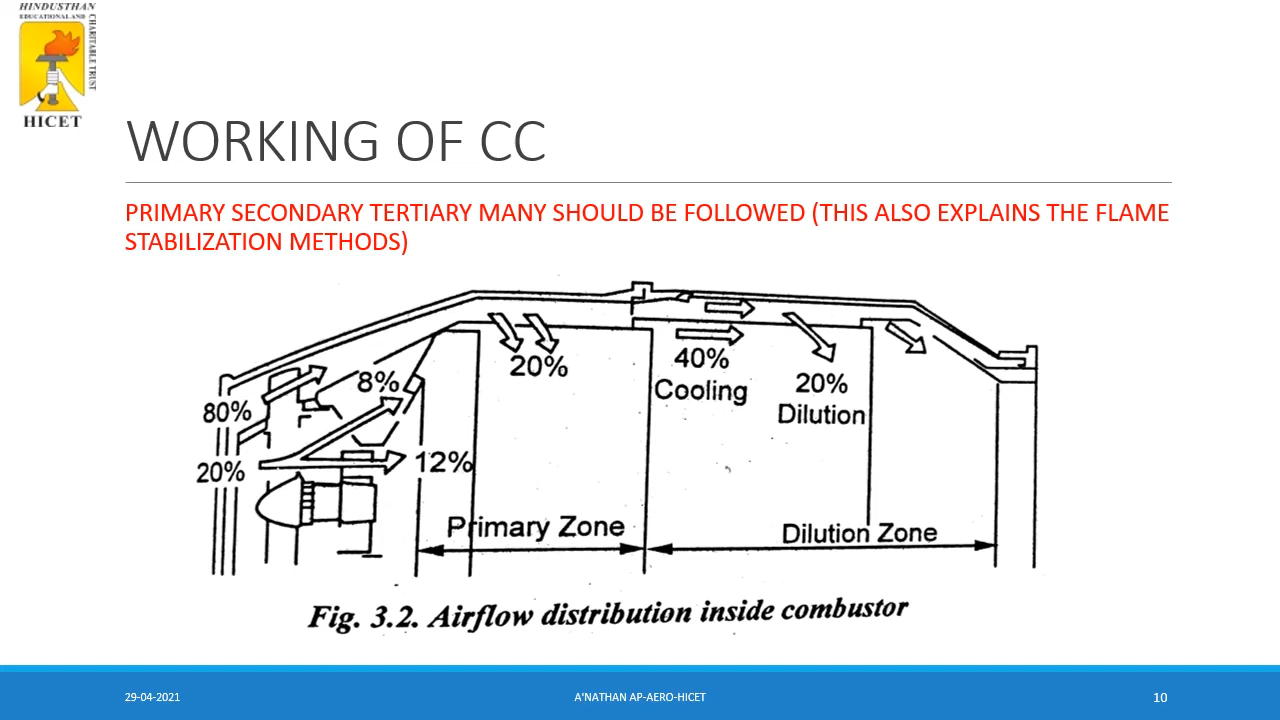 HINDUSTHAN
EDUCATIONAL AND
CHARITABLE TRUST
HICET
WORKING OF CC
PRIMARY SECONDARY TERTIARY MANY SHOULD BE FOLLOWED (THIS ALSO EXPLAINS THE FLAME
STABILIZATION METHODS)
20%
40%
Cooling
20%
Dilution
8%
80%
12%
20%
Primary Zone
Dilution Zone
Fig. 3.2. Airflow distribution inside combustor
29-04-2021
A'NATHAN AP-AERO-HICET
10